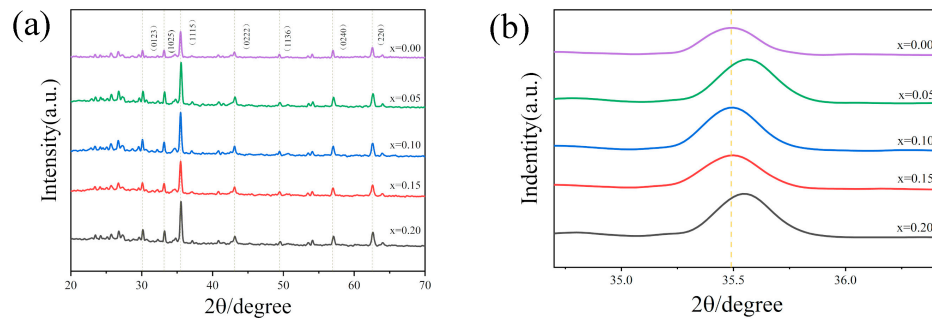 (a)
Intensity(a.u.)
(0123)
(1025)
(1115)
(0222)
(1136)
(0240)
(220)
x=0.00
x=0.05
x=0.10
x=0.15
x=0.20
20 30 40 50 60 70
2θ/degree
(b)
Indentity(a.u.)
x=0.00
x=0.05
x=0.10
x=0.15
x=0.20
35.0 35.5 36.0
2θ/degree